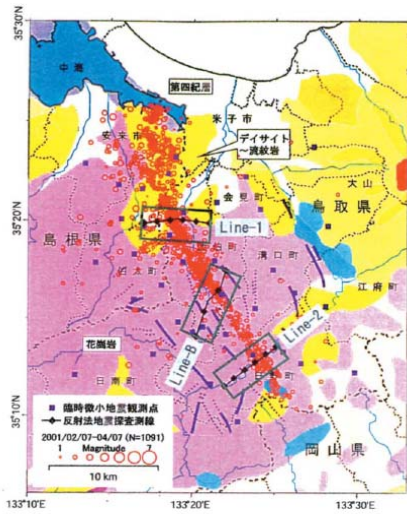 35°30'
中海
第四紀層
米子市
安来市
デイサイト
～流紋岩
大山
会見町
35°20'
鳥取県
島根県
Line-1
伯太町
溝口町
江府町
Line-2
花崗岩
Line-B
日南町
35°10'
臨時微小地震観測点
反射法地震探査測線
2001/02/07-04/07 (N=1091)
1 Magnitude 7
10 km
岡山県
133°10'
133°20'
133°30'